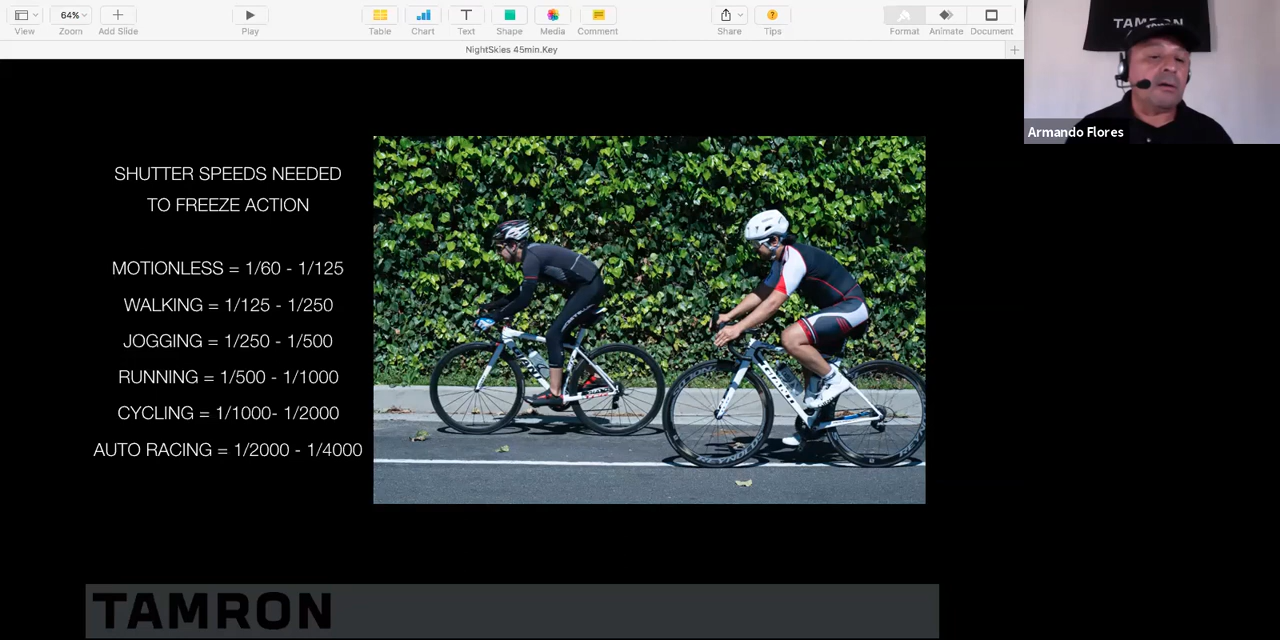 View
64%
Zoom
Add Slide
Play
Table
Chart
T
Text
Shape
Media
Comment
Share
?
Tips
Format
Animate
Document
NightSkies 45min.Key
TAMRON
Armando Flores
SHUTTER SPEEDS NEEDED
TO FREEZE ACTION
MOTIONLESS = 1/60 - 1/125
WALKING = 1/125 - 1/250
JOGGING = 1/250 - 1/500
RUNNING = 1/500 - 1/1000
CYCLING = 1/1000- 1/2000
AUTO RACING = 1/2000 - 1/4000
GIANT
TAMRON